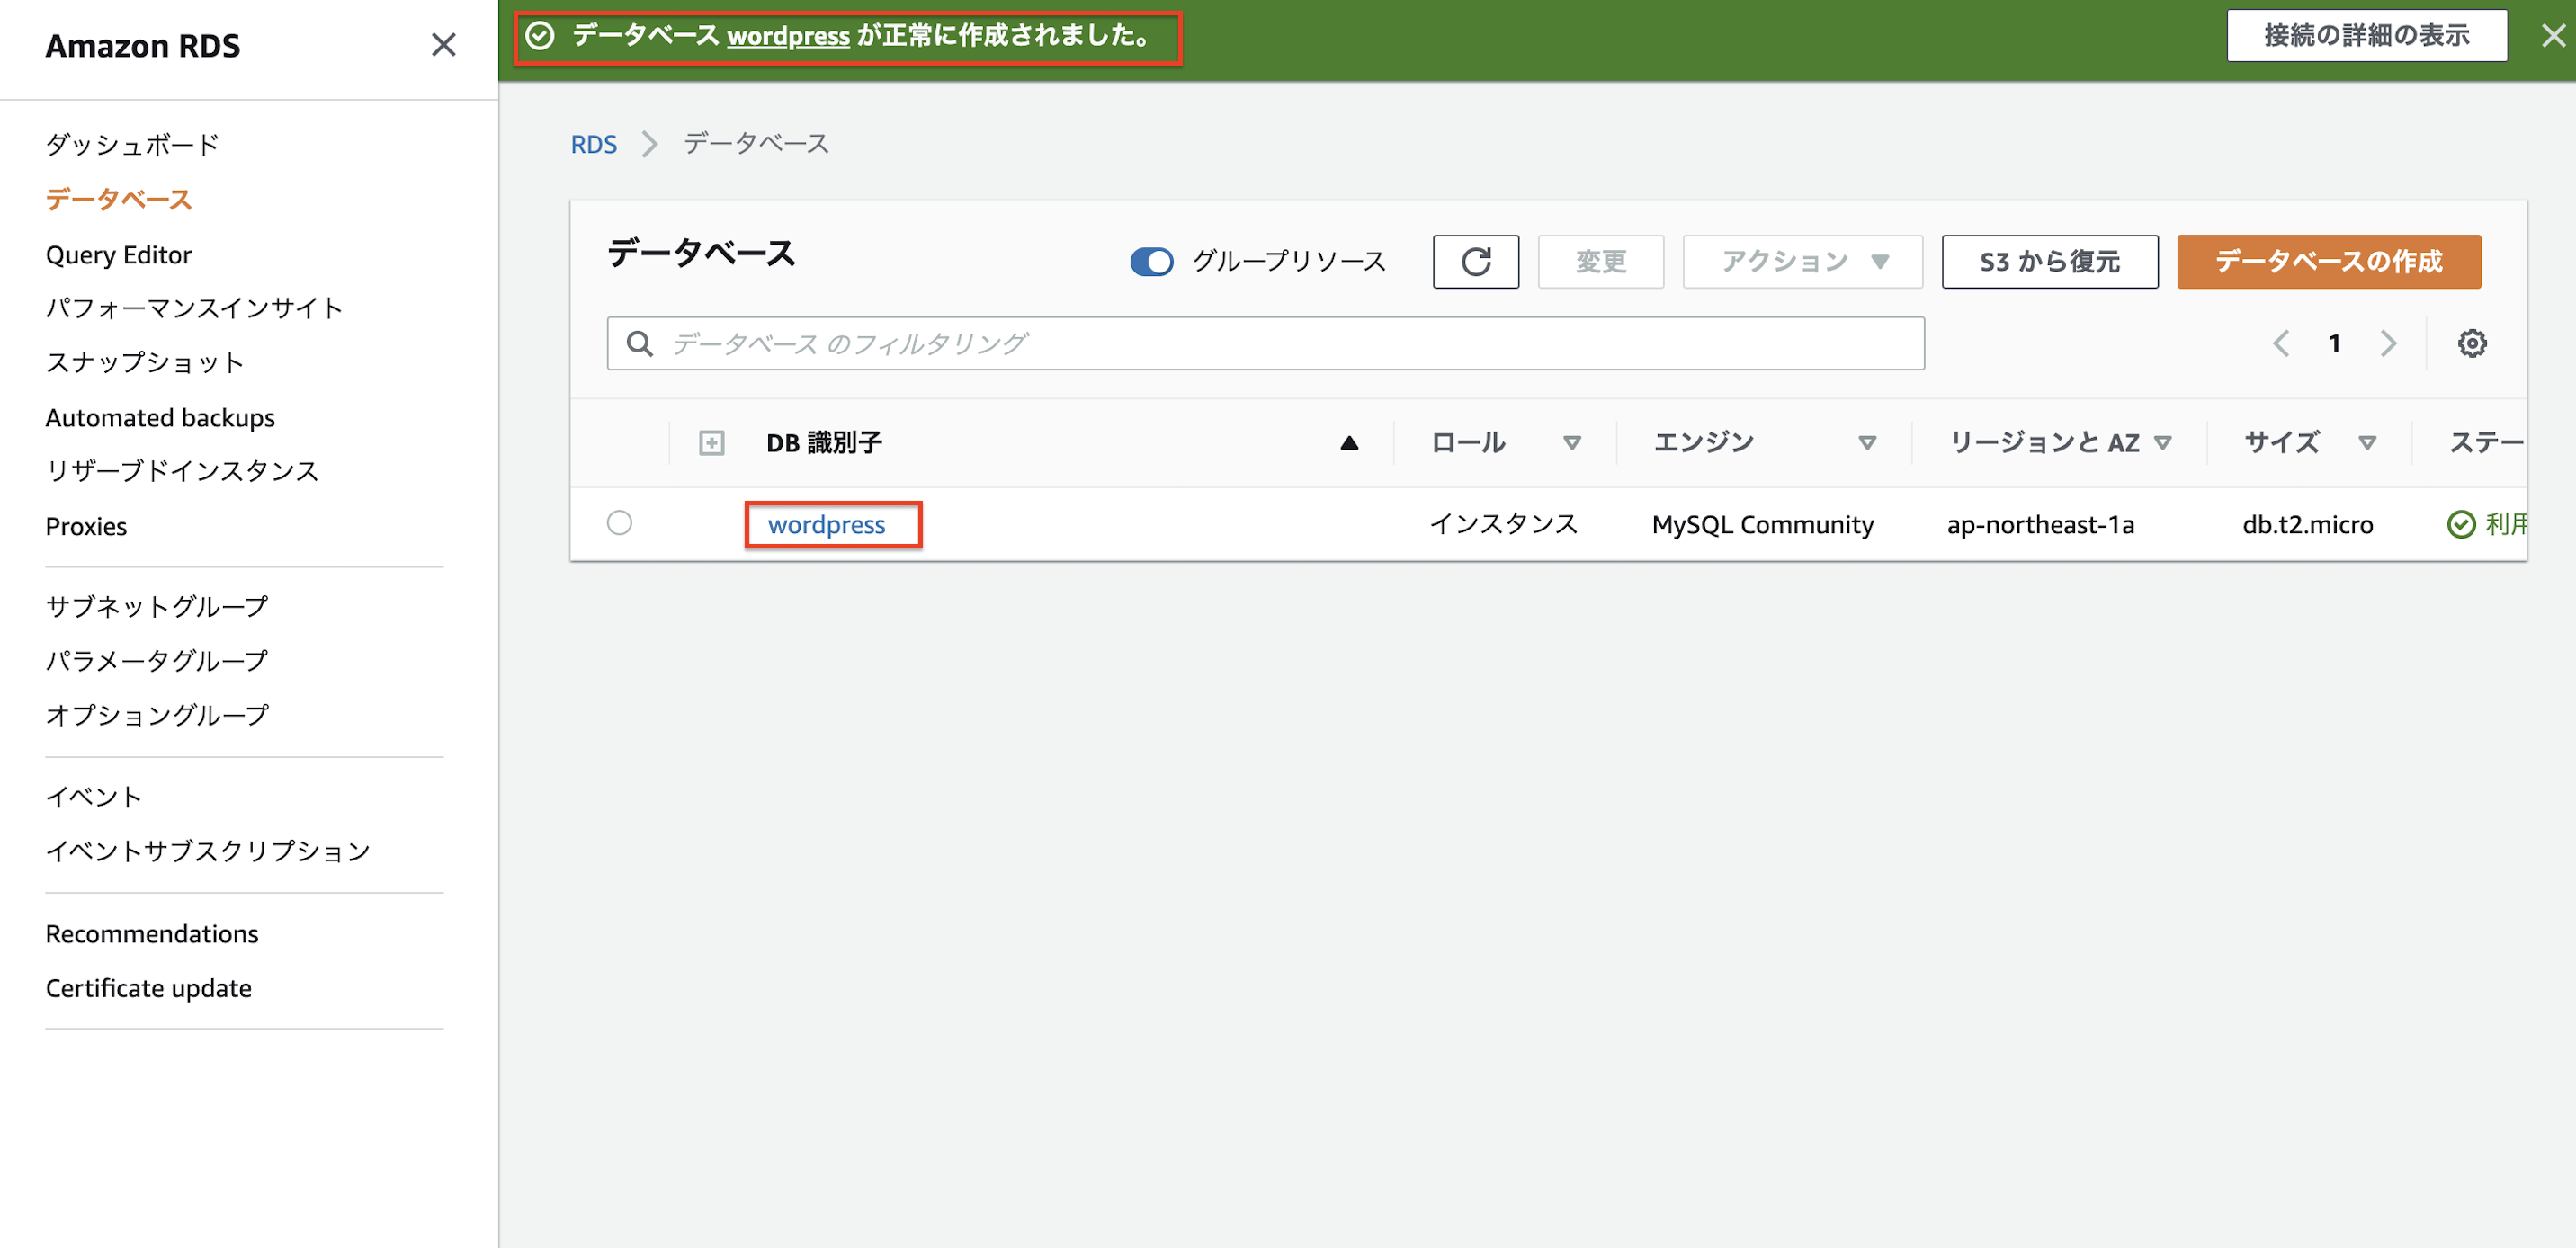 Amazon RDS
ダッシュボード
データベース
Query Editor
パフォーマンスインサイト
スナップショット
Automated backups
リザーブドインスタンス
Proxies
サブネットグループ
パラメータグループ
オプショングループ
イベント
イベントサブスクリプション
Recommendations
Certificate update
データベース wordpress が正常に作成されました。 接続の詳細の表示
RDS データベース
データベース グループリソース 変更 アクション S3 から復元 データベースの作成
データベース のフィルタリング 1
DB 識別子 ロール エンジン リージョンと AZ サイズ ステー
wordpress インスタンス MySQL Community ap-northeast-1a db.t2.micro 利用